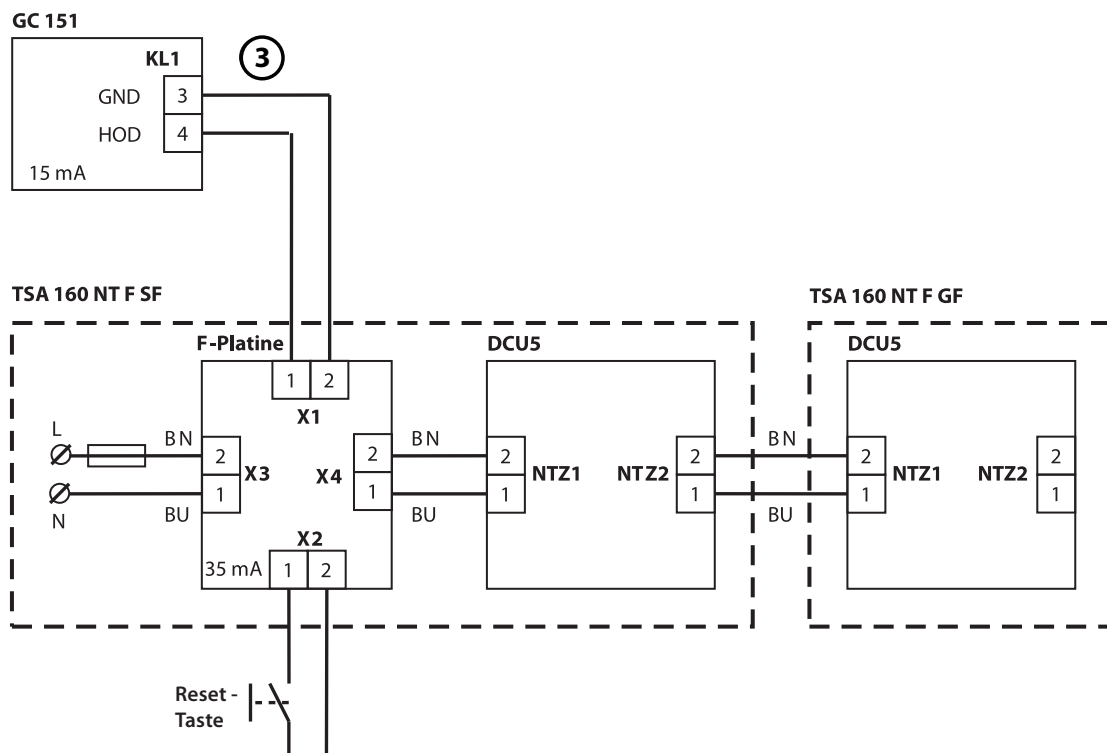 GC 151
KL1
3
GND 3
HOD 4
15 mA
TSA 160 NT F SF
TSA 160 NT F GF
F-Platine
DCU5
DCU5
1 2
X1
L
BN
2
X3
X4
2
BN
2
NTZ1
NTZ2
2
BN
2
NTZ1
NTZ2
2
N
BU
1
1
BU
1
1
BU
1
1
X2
35 mA 1 2
Reset -
Taste